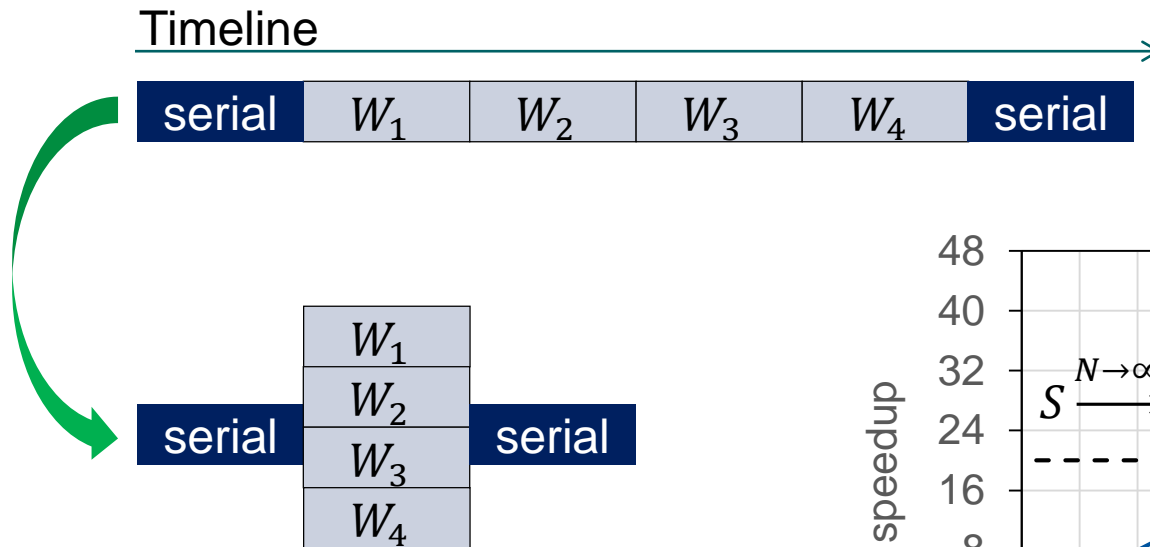 Timeline
serial W₁ W₂ W₃ W₄ serial
W₁
W₂
serial serial
W₃
W₄
48
40
32
24
16
8
speedup
S N→∞